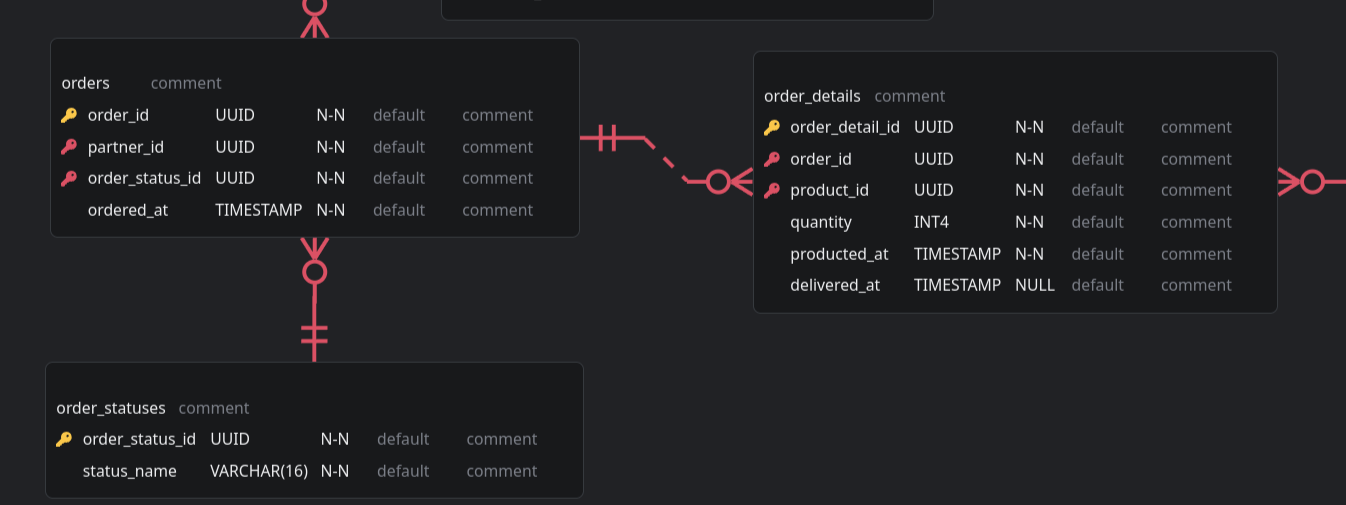 orders comment
order_id UUID N-N default comment
partner_id UUID N-N default comment
order_status_id UUID N-N default comment
ordered_at TIMESTAMP N-N default comment
order_details comment
order_detail_id UUID N-N default comment
order_id UUID N-N default comment
product_id UUID N-N default comment
quantity INT4 N-N default comment
producted_at TIMESTAMP N-N default comment
delivered_at TIMESTAMP NULL default comment
order_statuses comment
order_status_id UUID N-N default comment
status_name VARCHAR(16) N-N default comment